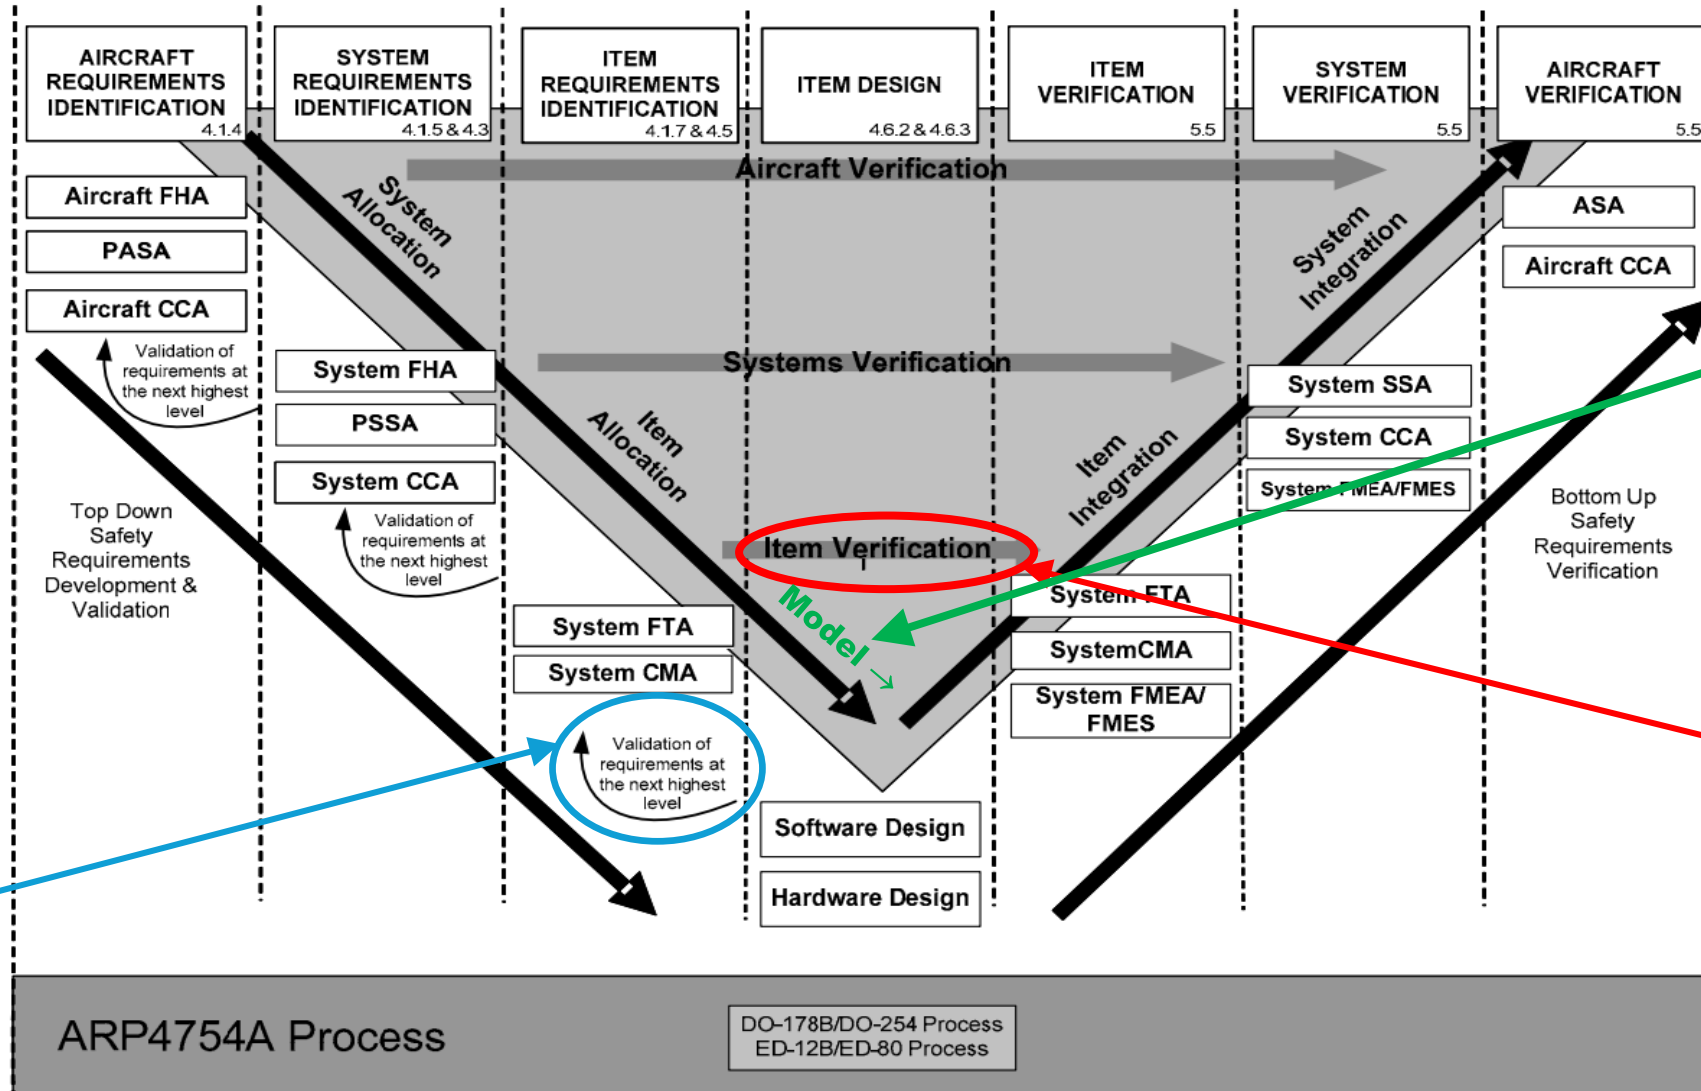 AIRCRAFT
REQUIREMENTS
IDENTIFICATION
4.1.4
SYSTEM
REQUIREMENTS
IDENTIFICATION
4.1.5 & 4.3
ITEM
REQUIREMENTS
IDENTIFICATION
4.1.7 & 4.5
ITEM DESIGN
4.6.2 & 4.6.3
ITEM
VERIFICATION
5.5
SYSTEM
VERIFICATION
5.5
AIRCRAFT
VERIFICATION
5.5
Aircraft Verification
Aircraft FHA
PASA
Aircraft CCA
Validation of
requirements at
the next highest
level
System
Allocation
System
Integration
ASA
Aircraft CCA
Systems Verification
System FHA
PSSA
System CCA
Validation of
requirements at
the next highest
level
Item
Allocation
Item
Integration
System SSA
System CCA
System FMEA/FMES
Top Down
Safety
Requirements
Development &
Validation
Bottom Up
Safety
Requirements
Verification
Item Verification
Model →
System FTA
System CMA
Validation of
requirements at
the next highest
level
System FTA
SystemCMA
System FMEA/
FMES
Software Design
Hardware Design
ARP4754A Process
DO-178B/DO-254 Process
ED-12B/ED-80 Process